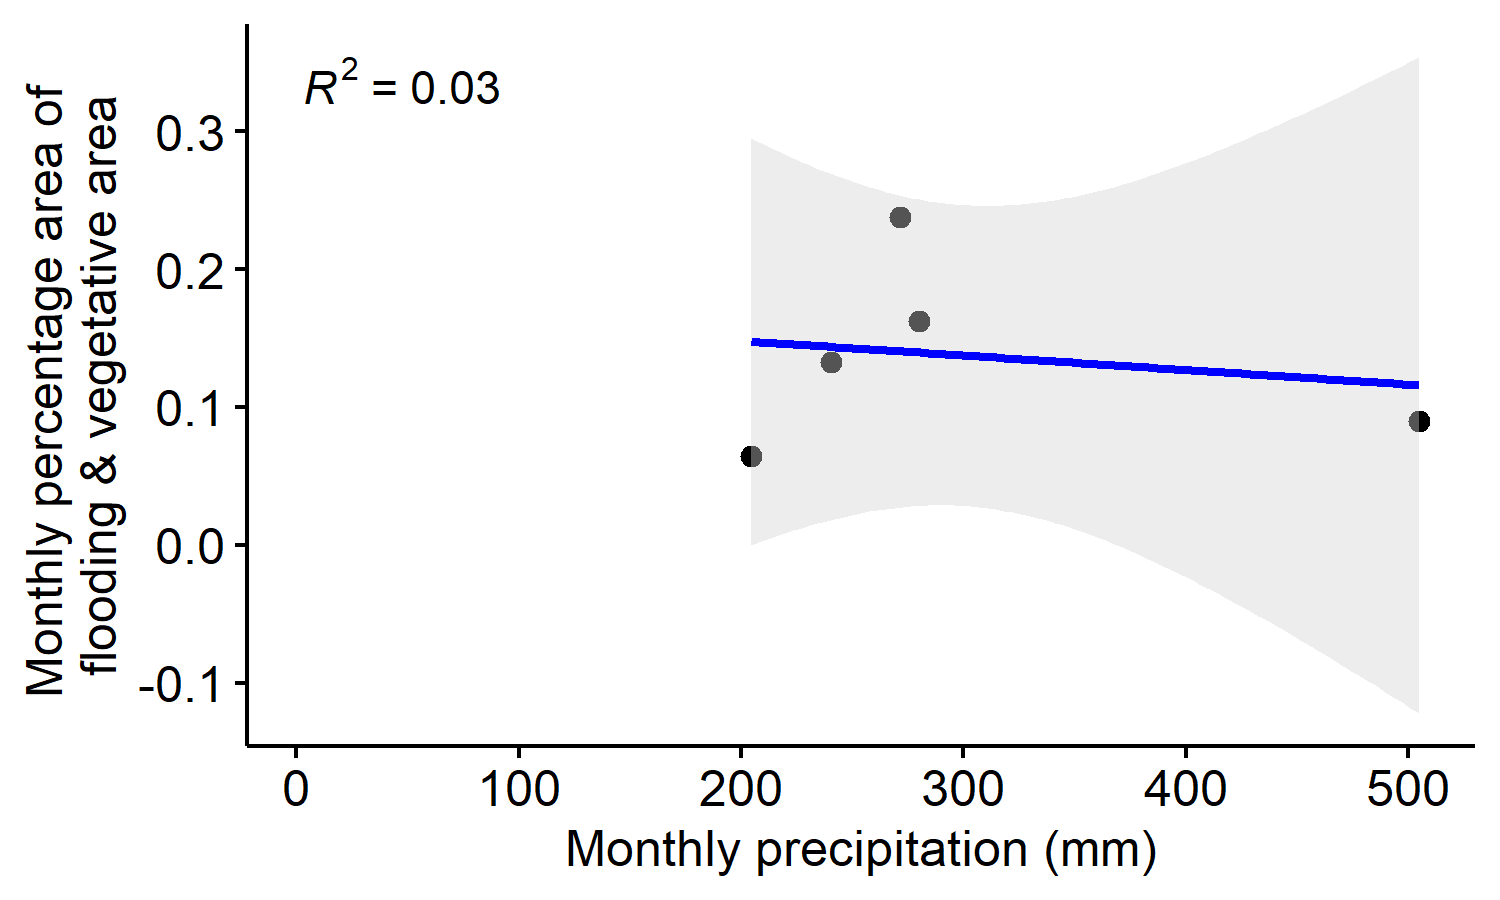 R² = 0.03
Monthly percentage area of
flooding & vegetative area
0.3
0.2
0.1
0.0
-0.1
0 100 200 300 400 500
Monthly precipitation (mm)